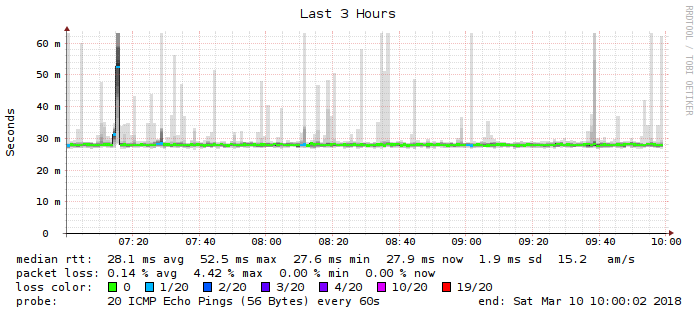 Last 3 Hours
RRDTOOL / TOBI OETIKER
Seconds
60 m
50 m
40 m
30 m
20 m
10 m
0
07:20 07:40 08:00 08:20 08:40 09:00 09:20 09:40 10:00
median rtt: 28.1 ms avg 52.5 ms max 27.6 ms min 27.9 ms now 1.9 ms sd 15.2 am/s
packet loss: 0.14 % avg 4.42 % max 0.00 % min 0.00 % now
loss color: 0 1/20 2/20 3/20 4/20 10/20 19/20
probe: 20 ICMP Echo Pings (56 Bytes) every 60s end: Sat Mar 10 10:00:02 2018